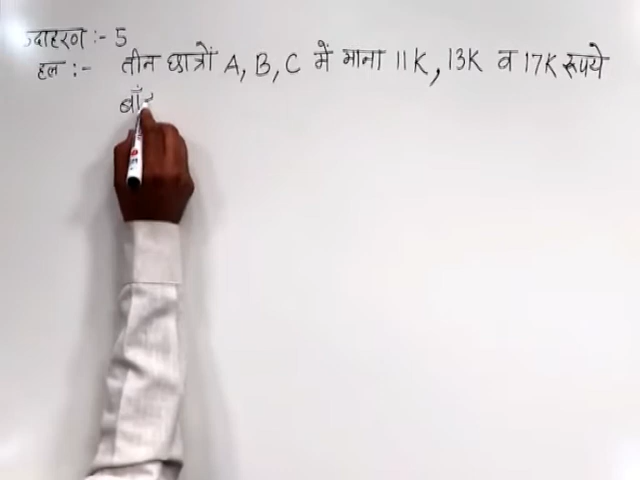 उदाहरण :- 5
हल :- तीन छात्रों A, B, C में माना 11K, 13K व 17K रूपये